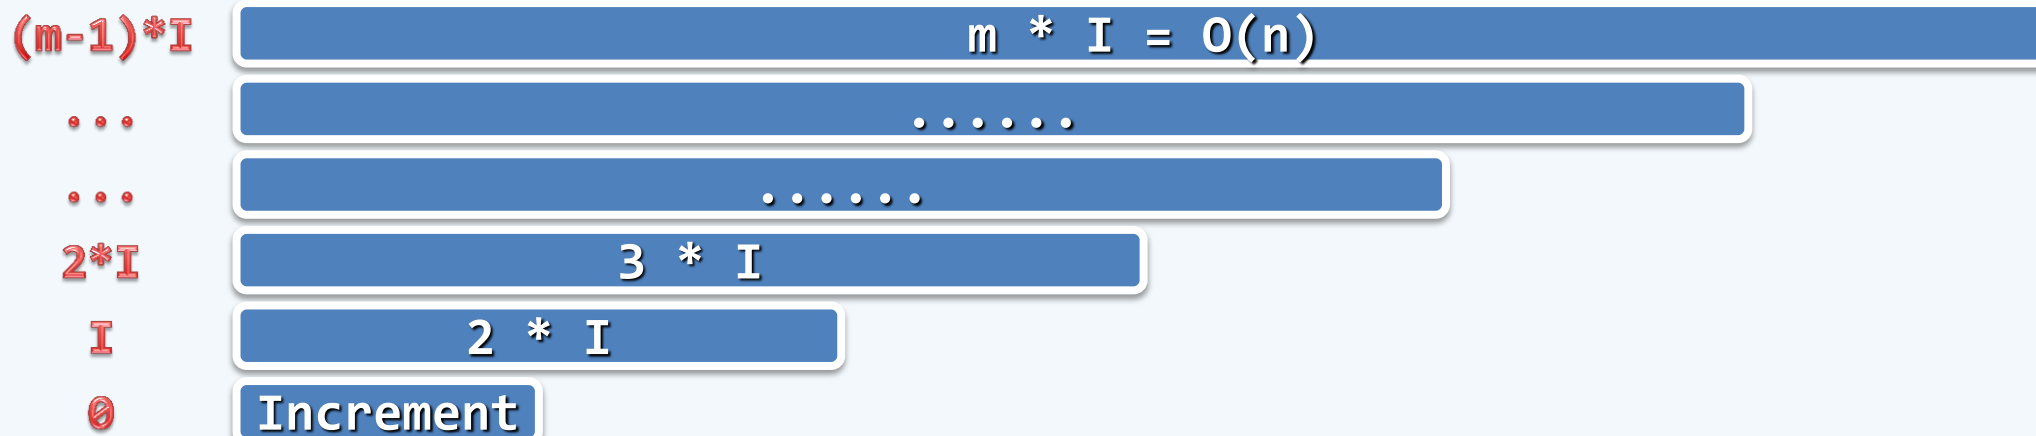 (m-1)*I m * I = O(n)
... ......
... ......
2*I 3 * I
I 2 * I
0 Increment